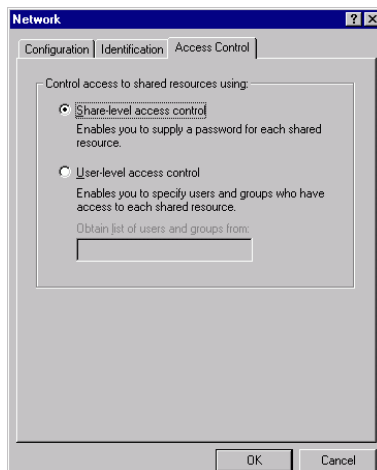 Network
Configuration Identification Access Control
Control access to shared resources using:
Share-level access control
Enables you to supply a password for each shared
resource.
User-level access control
Enables you to specify users and groups who have
access to each shared resource.
Obtain list of users and groups from:
OK Cancel